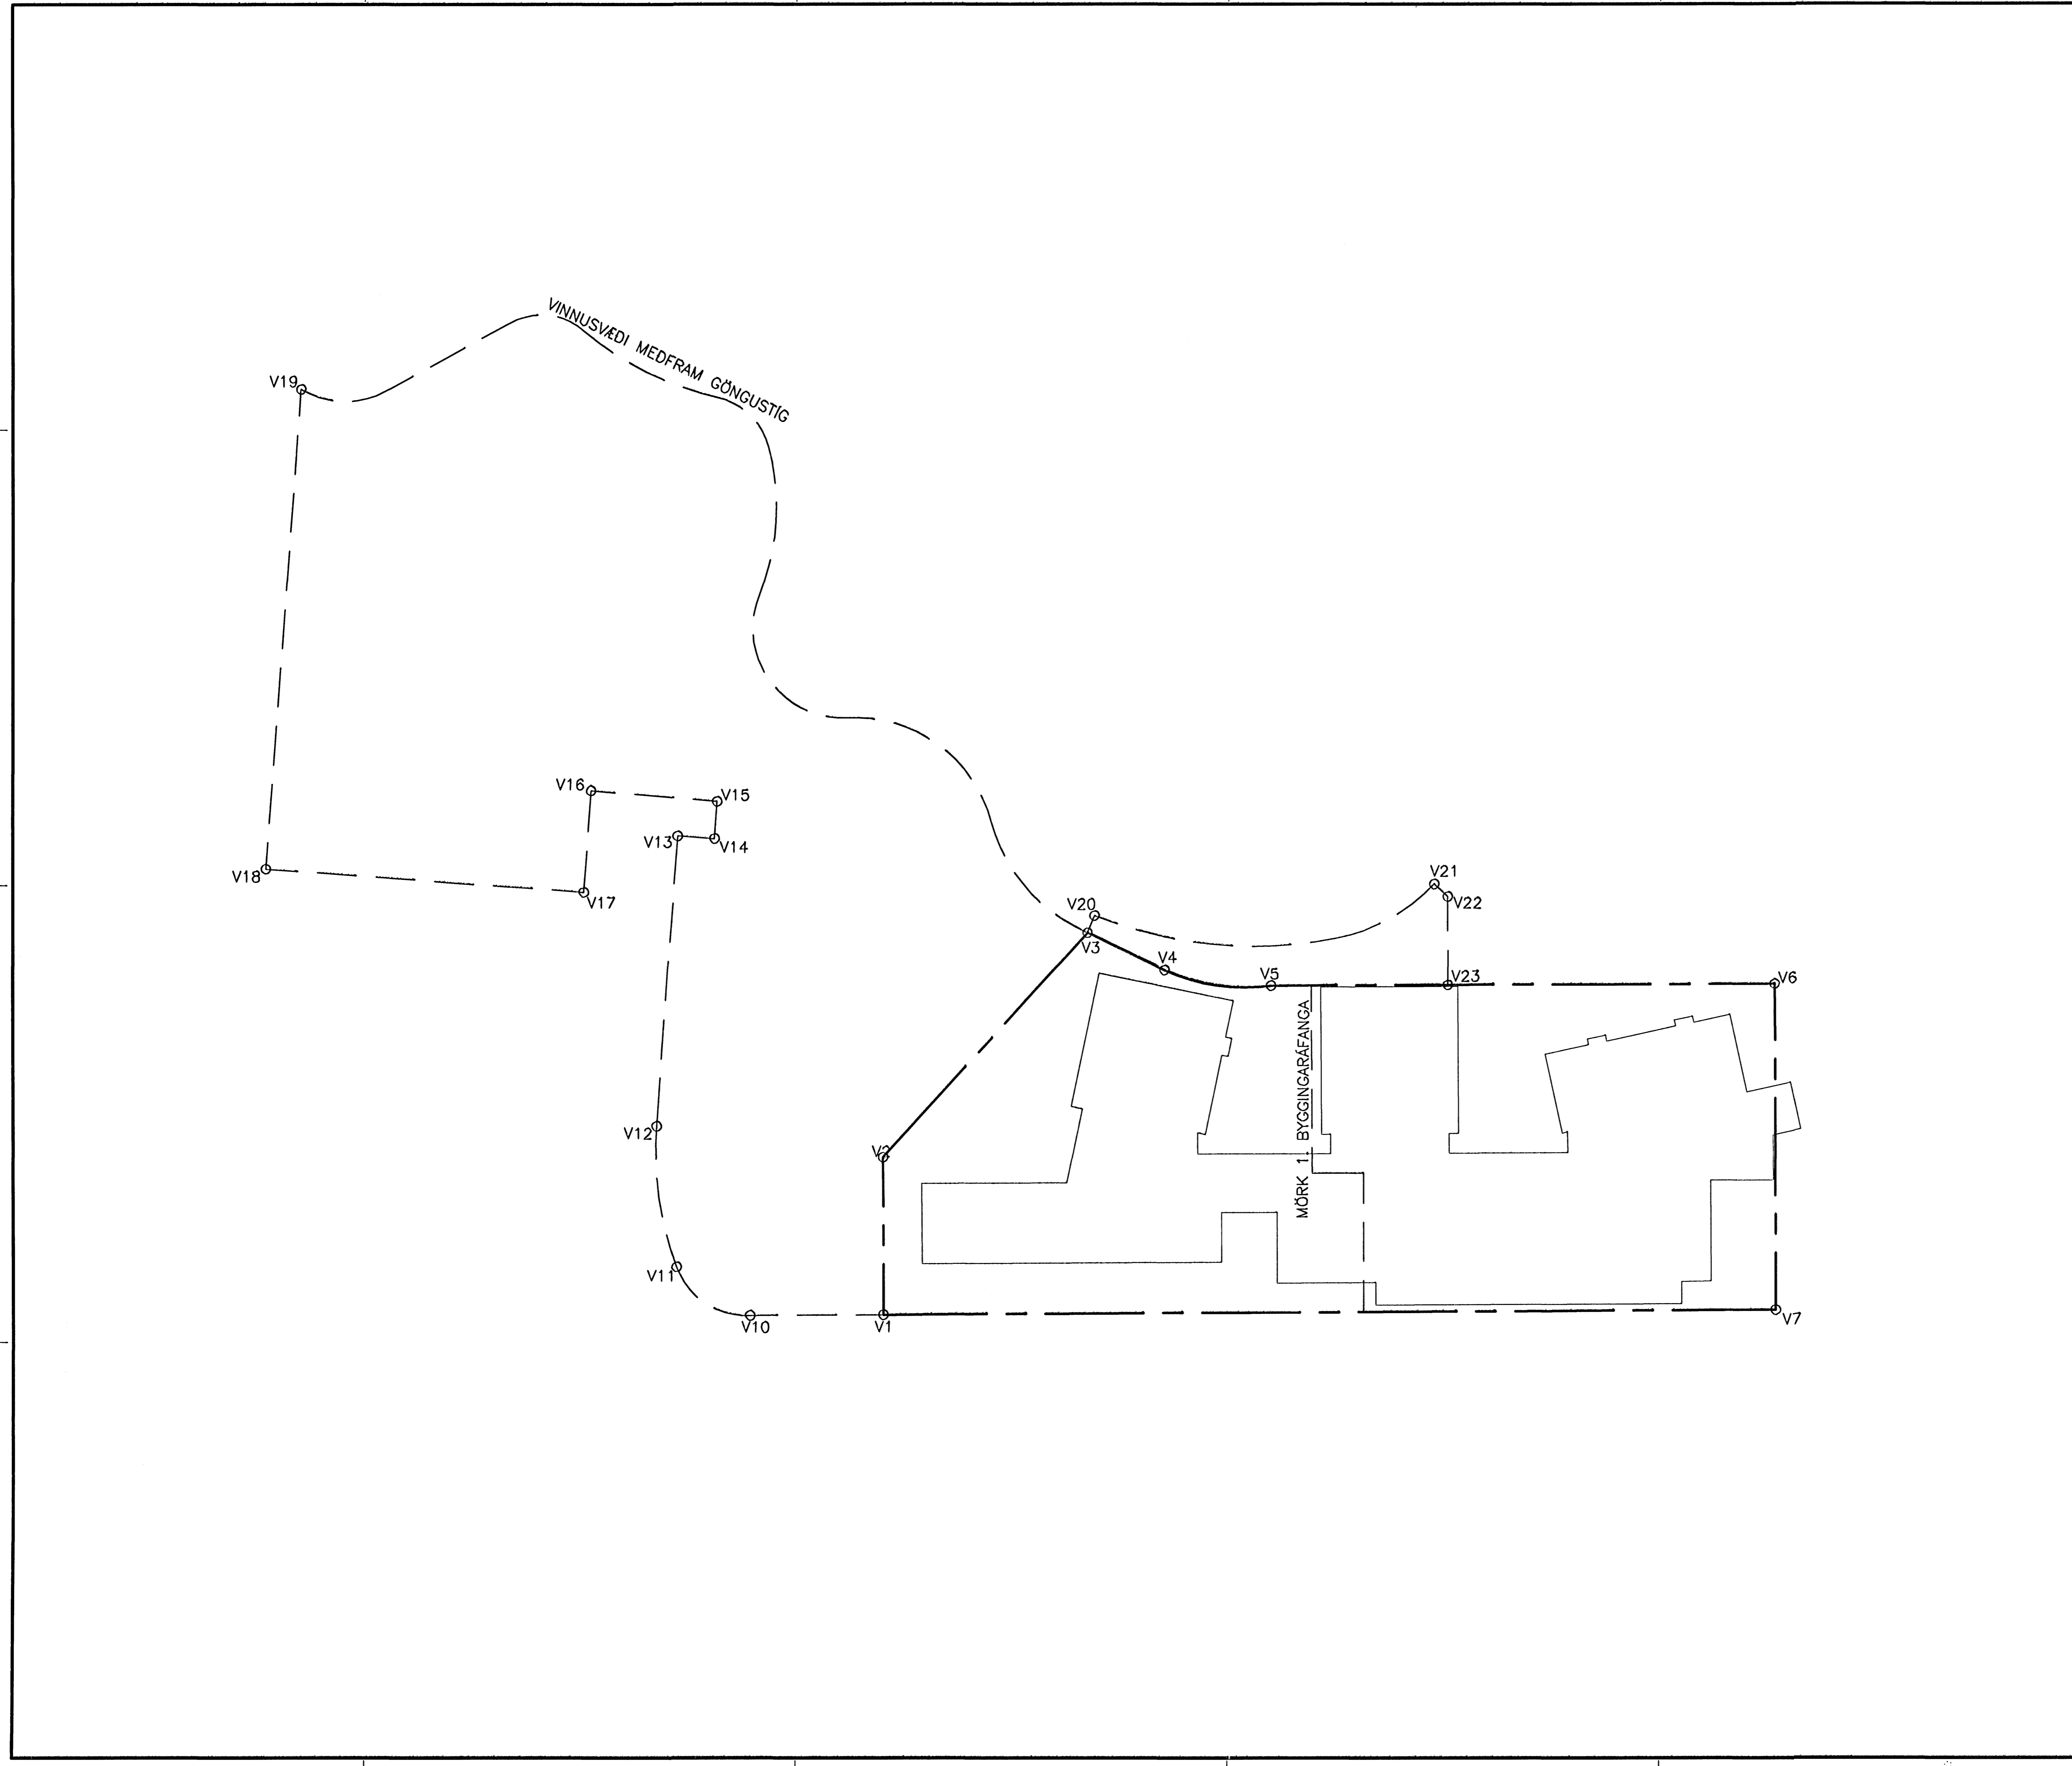 VINNUSVÆDI MEDFRAM GÖNGUSTÍG
V19
V16
V15
V13
V14
V18
V17
V21
V20
V22
V3
V4
V5
V23
V6
MÖRK 1. BYGGINGARÁFANGA
V12
V2
V11
V10
V1
V7